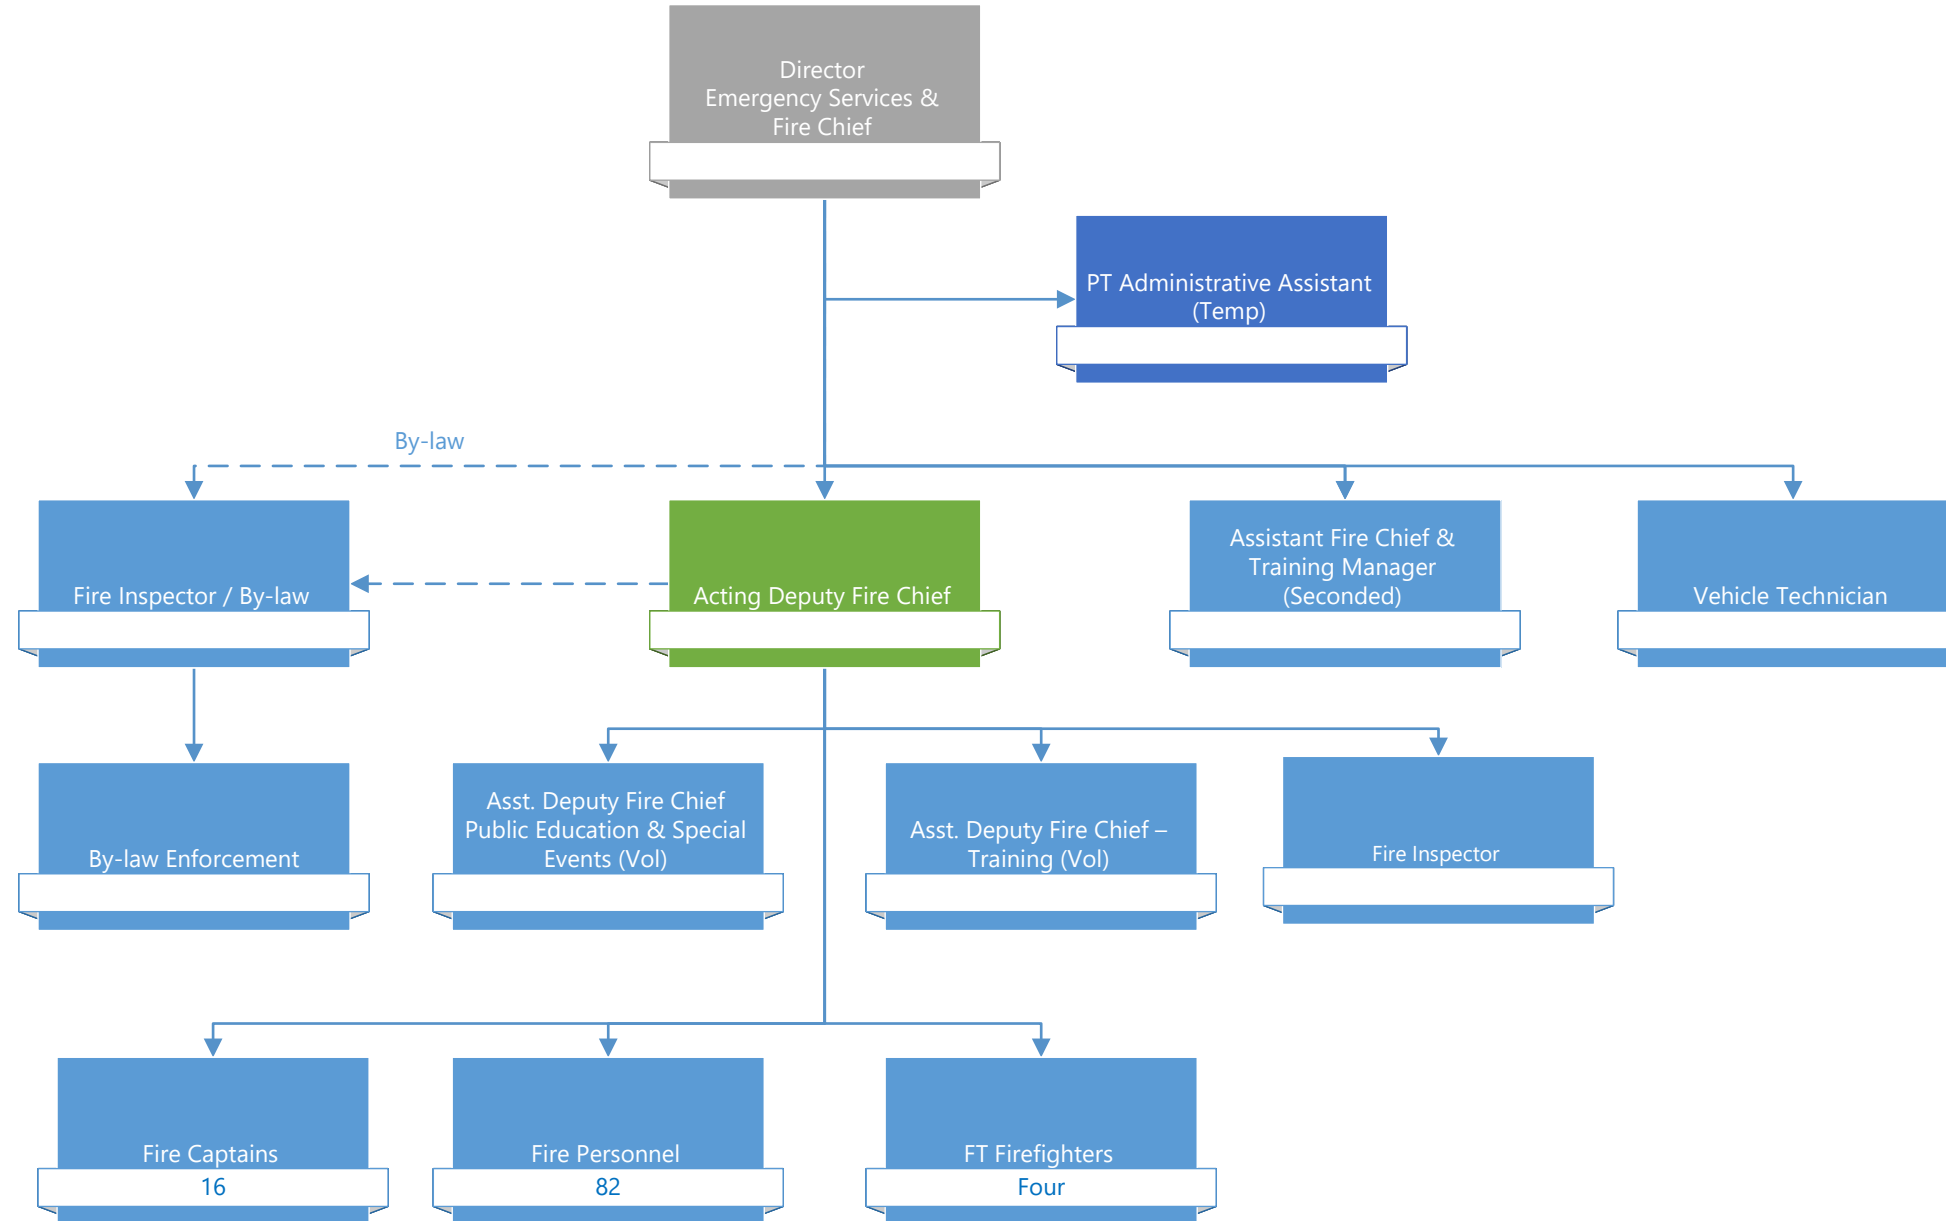 Director
Emergency Services &
Fire Chief
PT Administrative Assistant
(Temp)
By-law
Fire Inspector / By-law
Acting Deputy Fire Chief
Assistant Fire Chief &
Training Manager
(Seconded)
Vehicle Technician
By-law Enforcement
Asst. Deputy Fire Chief
Public Education & Special
Events (Vol)
Asst. Deputy Fire Chief –
Training (Vol)
Fire Inspector
Fire Captains
16
Fire Personnel
82
FT Firefighters
Four